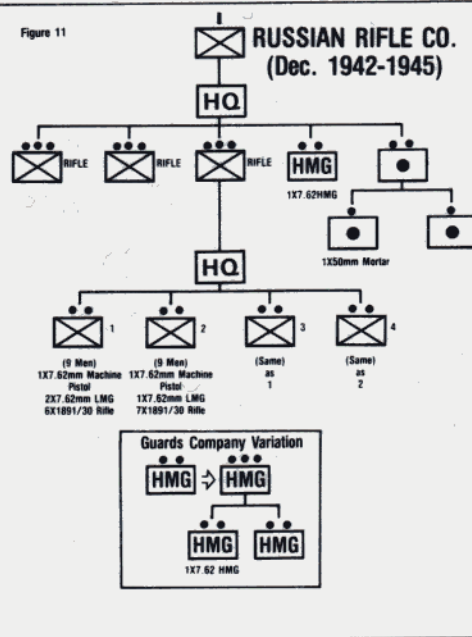 Figure 11
RUSSIAN RIFLE CO.
(Dec. 1942-1945)
HQ
RIFLE
RIFLE
RIFLE
HMG
1X7.62HMG
1X50mm Mortar
HQ
1
2
3
4
(9 Men)
1X7.62mm Machine
Pistol
2X7.62mm LMG
6X1891/30 Rifle
(9 Men)
1X7.62mm Machine
Pistol
1X7.62mm LMG
7X1891/30 Rifle
(Same)
as
1
(Same)
as
2
Guards Company Variation
HMG
HMG
HMG
HMG
1X7.62 HMG